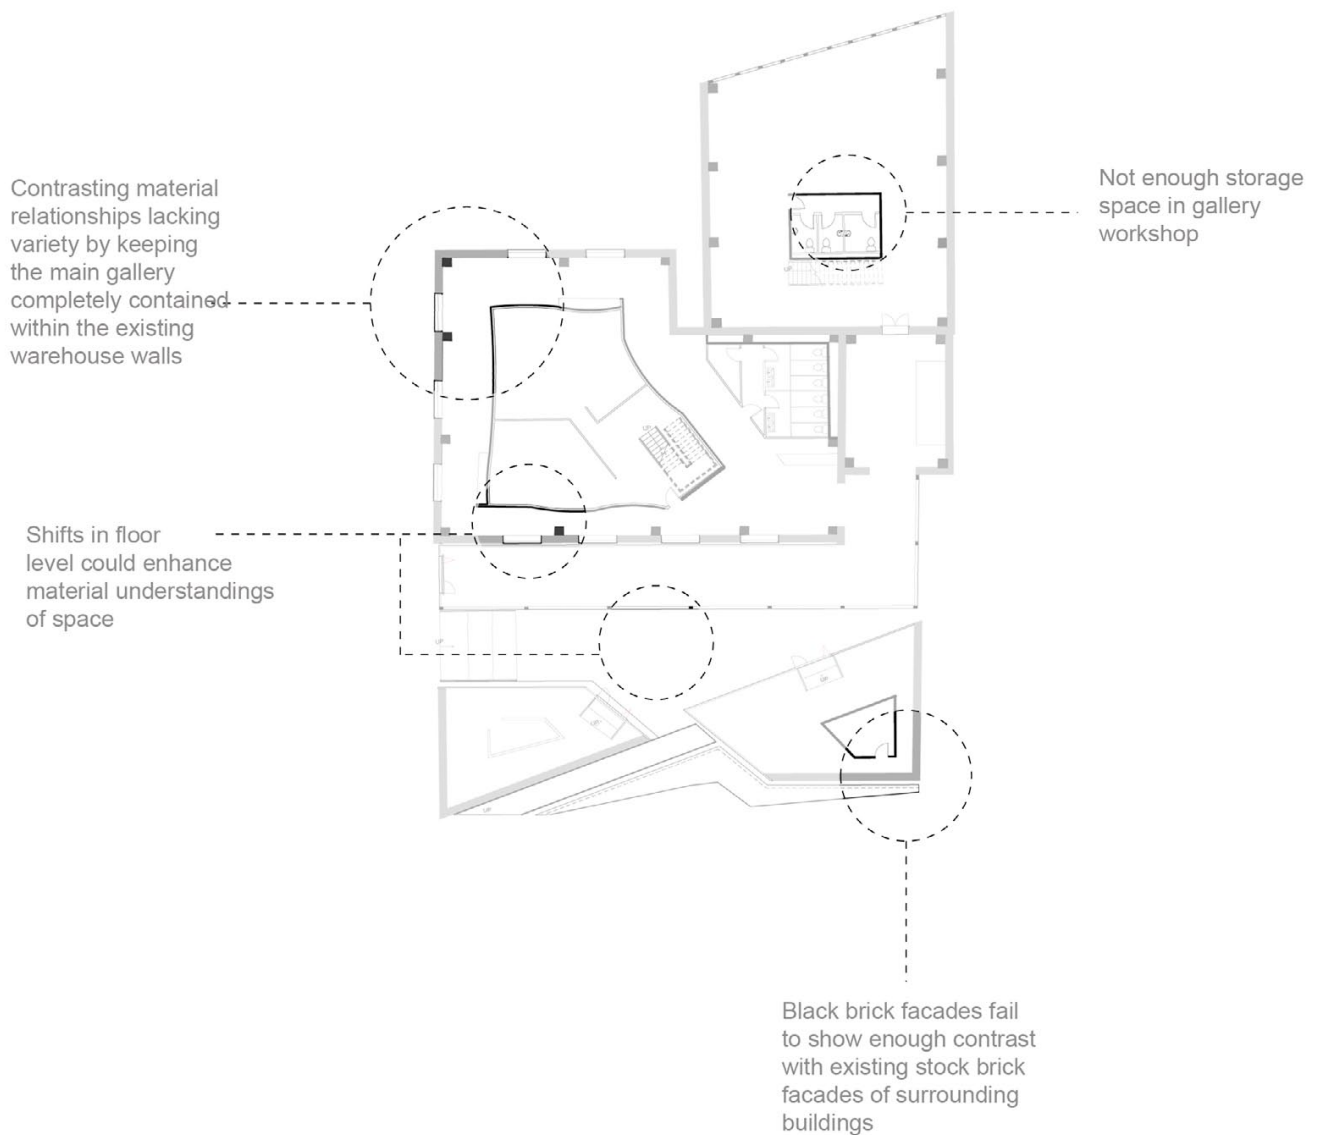 Contrasting material
relationships lacking
variety by keeping
the main gallery
completely contained
within the existing
warehouse walls
Not enough storage
space in gallery
workshop
Shifts in floor
level could enhance
material understandings
of space
Black brick facades fail
to show enough contrast
with existing stock brick
facades of surrounding
buildings